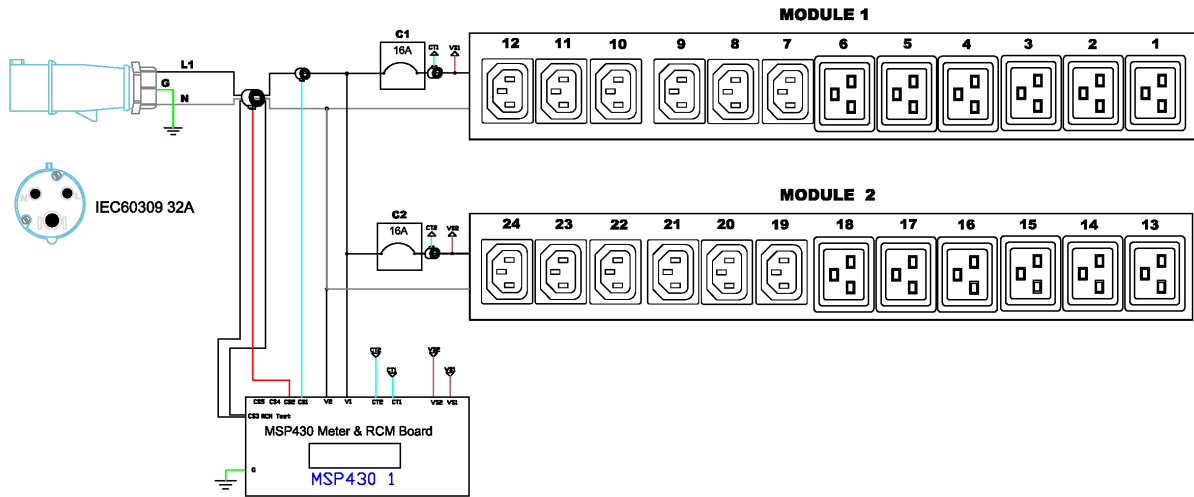 MODULE 1
C1
16A
CT1 VS1
12 11 10 9 8 7 6 5 4 3 2 1
L1
G
N
IEC60309 32A
MODULE 2
C2
16A
CT2 VS2
24 23 22 21 20 19 18 17 16 15 14 13
N L
CT2 VS2
CT1 VS1
CS5 CS4 CS2 CS1 V2 V1 CT2 CT1 VS2 VS1
CS3 RCM Test
MSP430 Meter & RCM Board
G
MSP430 1